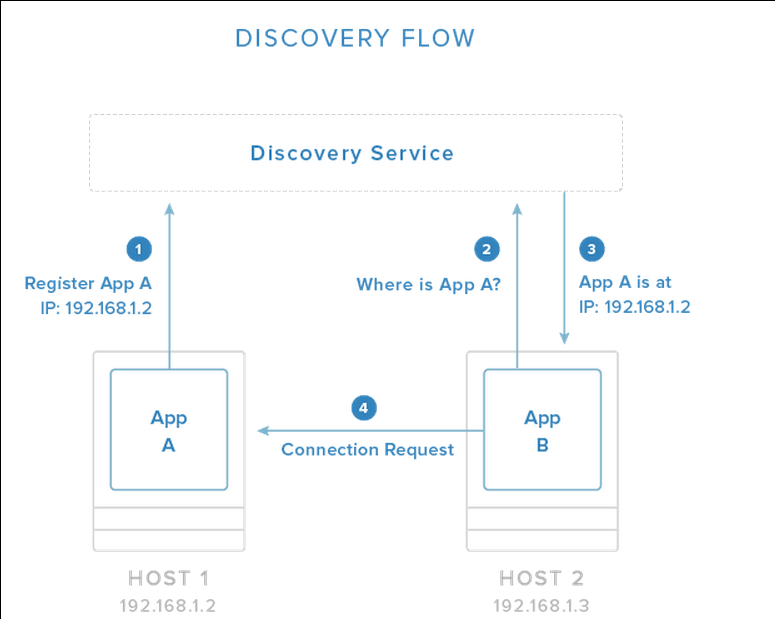 DISCOVERY FLOW
Discovery Service
1
Register App A
IP: 192.168.1.2
2
Where is App A?
3
App A is at
IP: 192.168.1.2
App
A
4
Connection Request
App
B
HOST 1
192.168.1.2
HOST 2
192.168.1.3